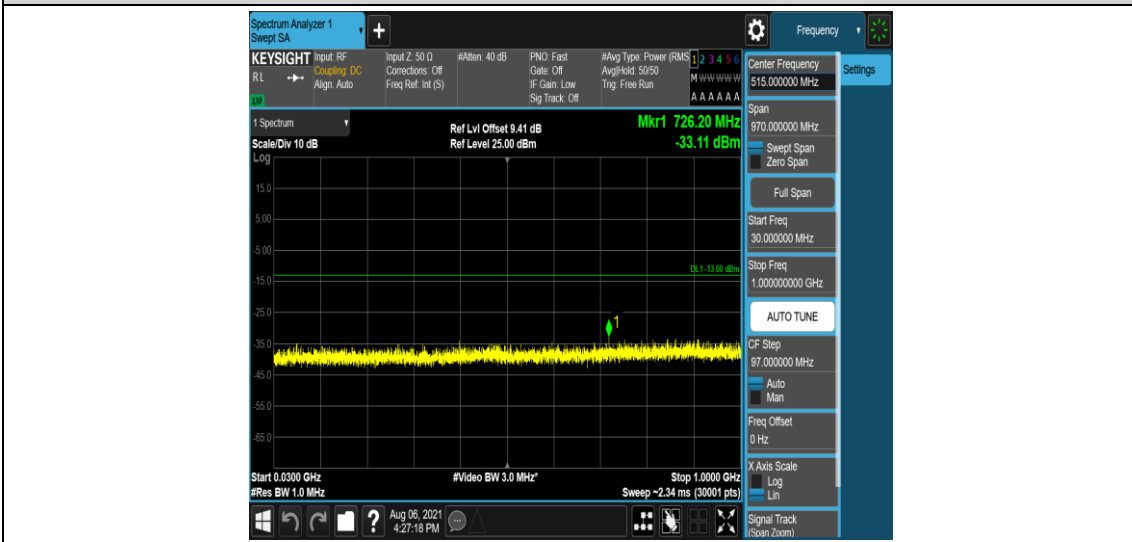 Spectrum Analyzer 1
Swept SA
+
Frequency
KEYSIGHT
RL
LXI
Input: RF
Coupling: DC
Align: Auto
Input Z: 50 Ω
Corrections: Off
Freq Ref: Int (S)
#Atten: 40 dB
PNO: Fast
Gate: Off
IF Gain: Low
Sig Track: Off
#Avg Type: Power (RMS
Avg|Hold: 50/50
Trig: Free Run
1 2 3 4 5 6
M W W W W W
A A A A A A
1 Spectrum
Scale/Div 10 dB
Ref Lvl Offset 9.41 dB
Ref Level 25.00 dBm
Mkr1 726.20 MHz
-33.11 dBm
Log
15.0
5.00
-5.00
DL1 -13.00 dBm
-15.0
-25.0
1
-35.0
-45.0
-55.0
-65.0
Start 0.0300 GHz
#Res BW 1.0 MHz
#Video BW 3.0 MHz*
Stop 1.0000 GHz
Sweep ~2.34 ms (30001 pts)
?
Aug 06, 2021
4:27:18 PM
Center Frequency
515.000000 MHz
Settings
Span
970.000000 MHz
Swept Span
Zero Span
Full Span
Start Freq
30.000000 MHz
Stop Freq
1.000000000 GHz
AUTO TUNE
CF Step
97.000000 MHz
Auto
Man
Freq Offset
0 Hz
X Axis Scale
Log
Lin
Signal Track
(Span Zoom)